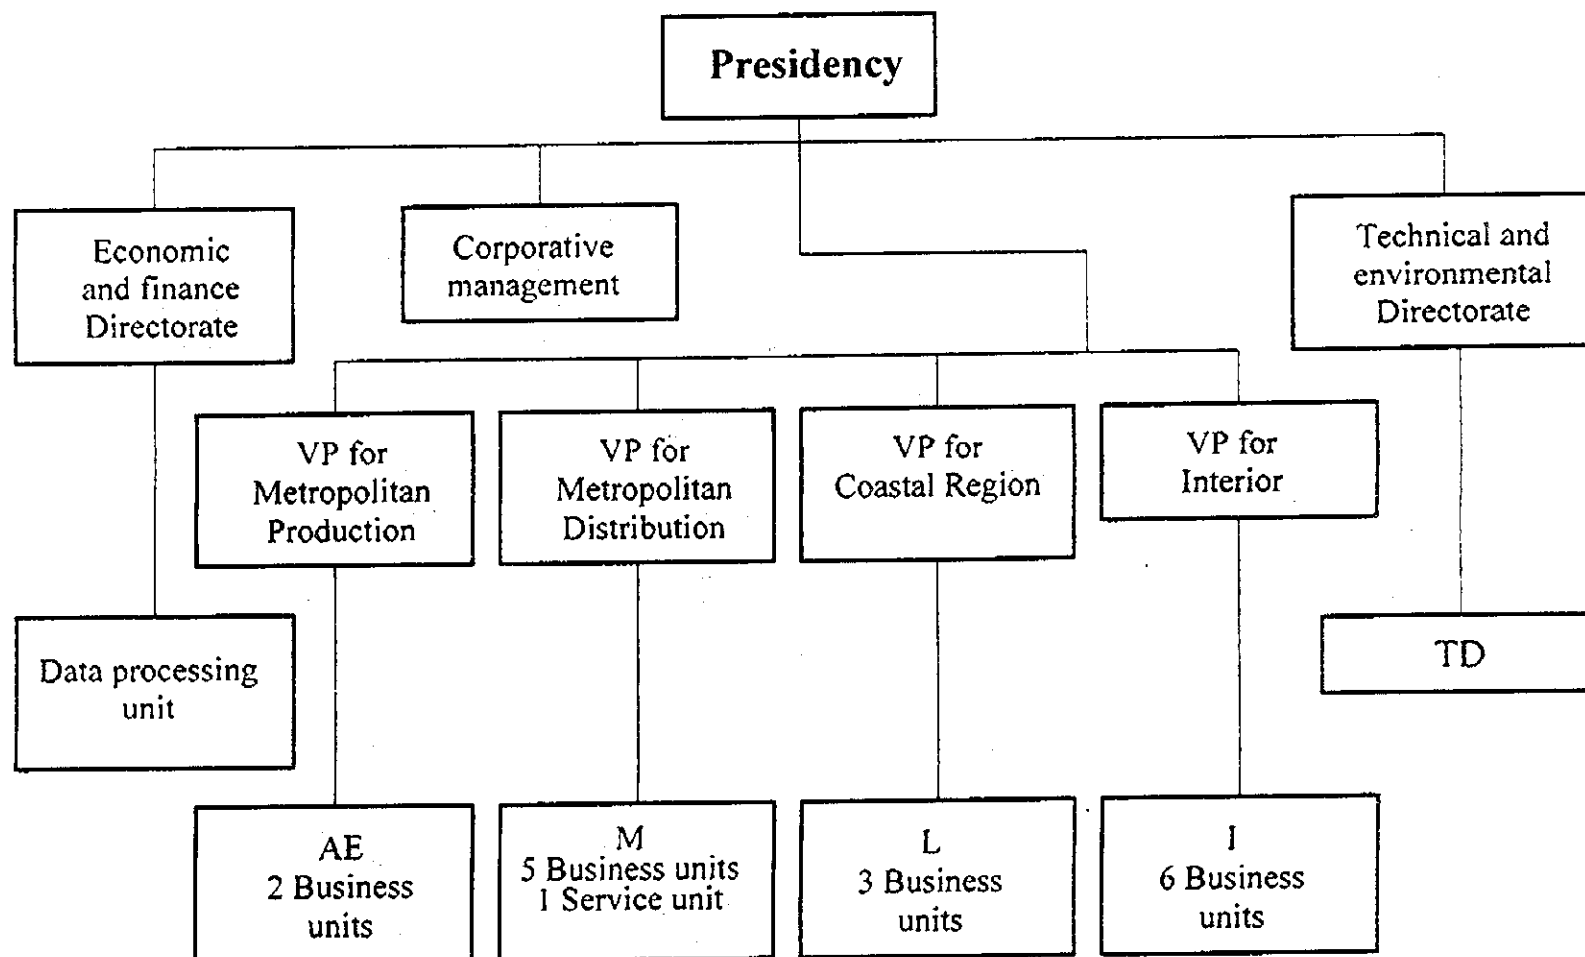 Presidency
Economic
and finance
Directorate
Corporative
management
Technical and
environmental
Directorate
VP for
Metropolitan
Production
VP for
Metropolitan
Distribution
VP for
Coastal Region
VP for
Interior
Data processing
unit
TD
AE
2 Business
units
M
5 Business units
1 Service unit
L
3 Business
units
I
6 Business
units